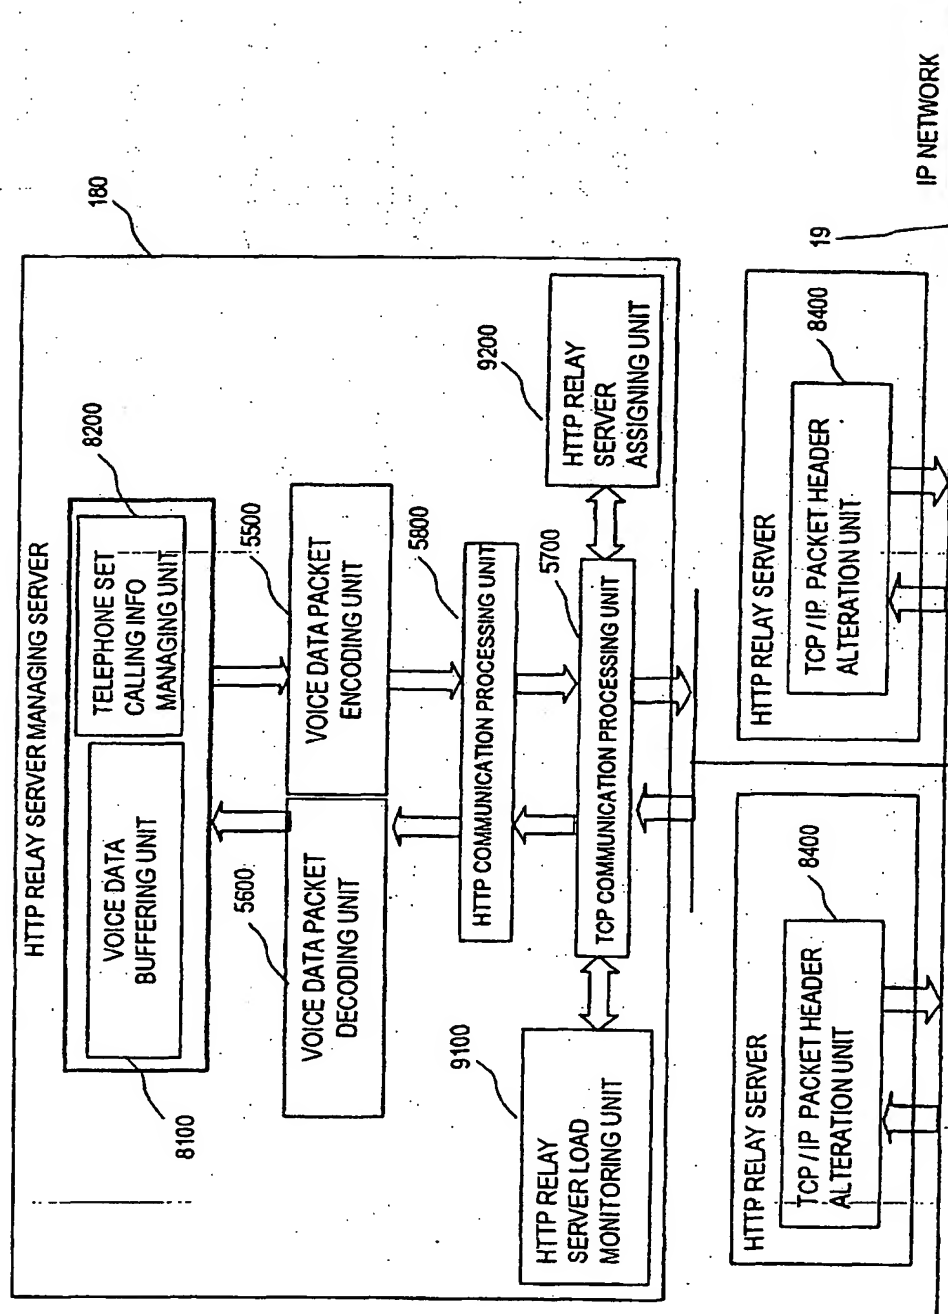 HTTP RELAY SERVER MANAGING SERVER
180
8100
VOICE DATA
BUFFERING UNIT
TELEPHONE SET
CALLING INFO
MANAGING UNIT
8200
5600
VOICE DATA PACKET
DECODING UNIT
VOICE DATA PACKET
ENCODING UNIT
5500
HTTP COMMUNICATION PROCESSING UNIT
5800
9100
HTTP RELAY
SERVER LOAD
MONITORING UNIT
TCP COMMUNICATION PROCESSING UNIT
5700
HTTP RELAY
SERVER
ASSIGNING UNIT
9200
HTTP RELAY SERVER
TCP/IP PACKET HEADER
ALTERATION UNIT
8400
HTTP RELAY SERVER
TCP/IP PACKET HEADER
ALTERATION UNIT
8400
19
IP NETWORK